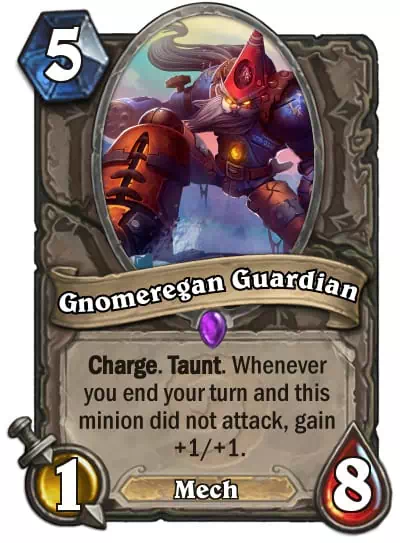 5
Gnomeregan Guardian
Charge. Taunt. Whenever
you end your turn and this
minion did not attack, gain
+1/+1.
1
Mech
8